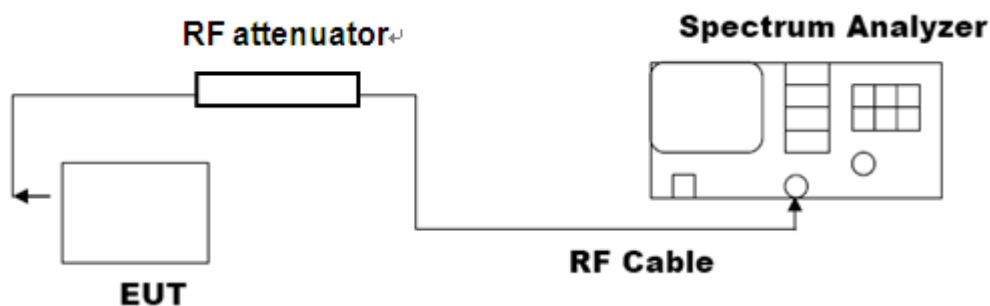 RF attenuator↵
Spectrum Analyzer
RF Cable
EUT